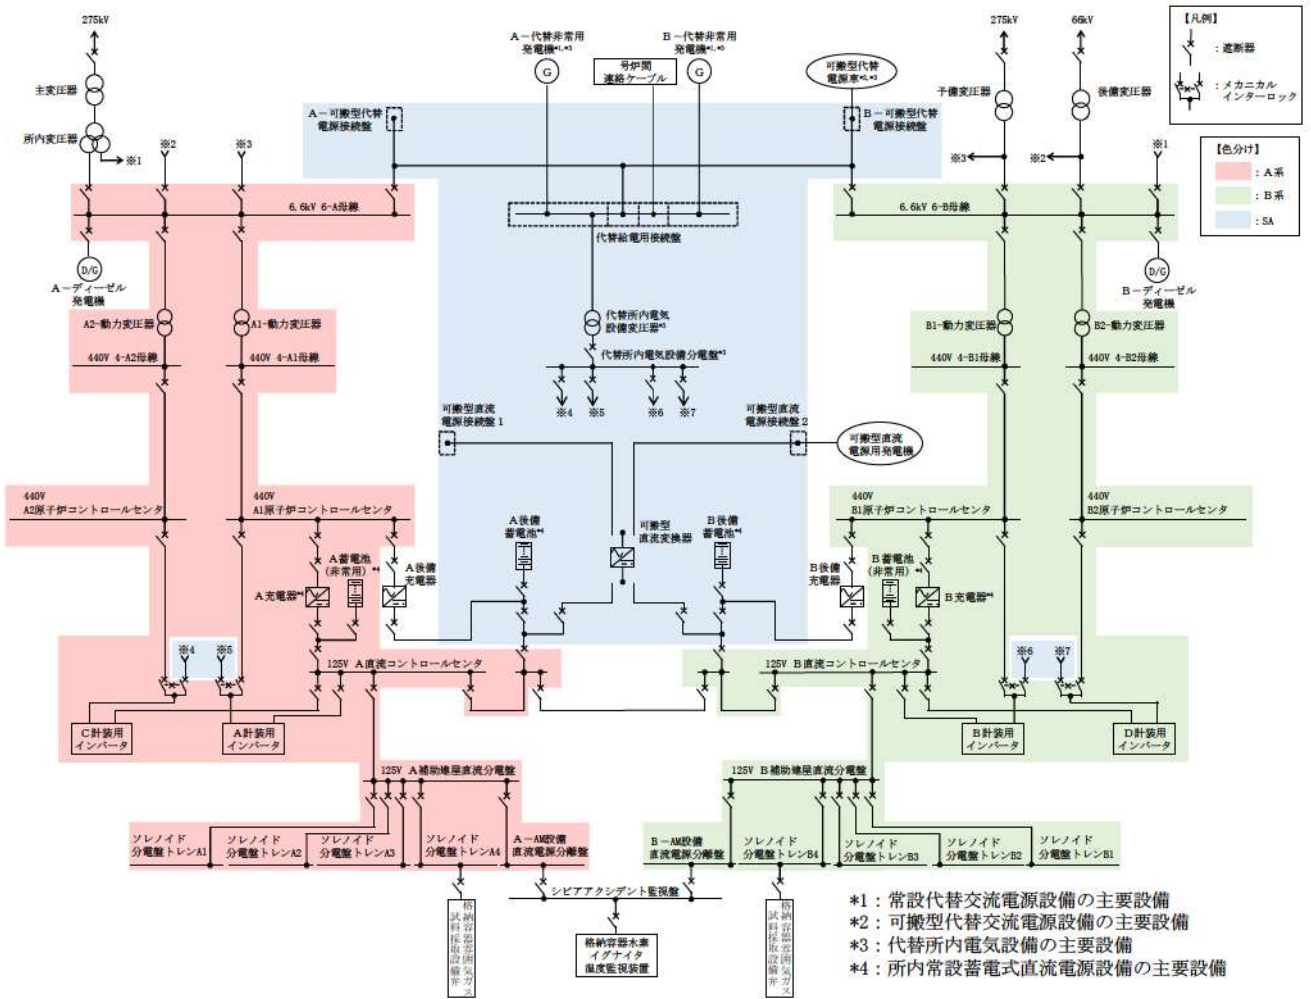 275kV
主変圧器
所内変圧器
※1
※2
※3
A－代替非常用
発電機*1,*3
号炉間
連絡ケーブル
B－代替非常用
発電機*1,*3
可搬型代替
電源車*2,*3
275kV
66kV
予備変圧器
後備変圧器
※3
※2
※1
【凡例】
：遮断器
：メカニカル
インターロック
【色分け】
：A系
：B系
：SA
A－可搬型代替
電源接続盤
B－可搬型代替
電源接続盤
6.6kV 6-A母線
代替給電用接続盤
6.6kV 6-B母線
D/G
A－ディーゼル
発電機
D/G
B－ディーゼル
発電機
A2-動力変圧器
A1-動力変圧器
代替所内電気
設備変圧器*3
B1-動力変圧器
B2-動力変圧器
440V 4-A2母線
440V 4-A1母線
代替所内電気設備分電盤*3
440V 4-B1母線
440V 4-B2母線
※4
※5
※6
※7
可搬型直流
電源接続盤1
可搬型直流
電源接続盤2
可搬型直流
電源用発電機
440V
A2原子炉コントロールセンタ
440V
A1原子炉コントロールセンタ
440V
B1原子炉コントロールセンタ
440V
B2原子炉コントロールセンタ
A充電器*4
A蓄電池
（非常用）*4
A後備
充電器
A後備
蓄電池*4
可搬型
直流変換器
B後備
蓄電池*4
B後備
充電器
B蓄電池
（非常用）*4
B充電器*4
※4
※5
125V A直流コントロールセンタ
125V B直流コントロールセンタ
※6
※7
C計装用
インバータ
A計装用
インバータ
B計装用
インバータ
D計装用
インバータ
125V A補助建屋直流分電盤
125V B補助建屋直流分電盤
ソレノイド
分電盤トレンA1
ソレノイド
分電盤トレンA2
ソレノイド
分電盤トレンA3
ソレノイド
分電盤トレンA4
A－AM設備
直流電源分離盤
B－AM設備
直流電源分離盤
ソレノイド
分電盤トレンB4
ソレノイド
分電盤トレンB3
ソレノイド
分電盤トレンB2
ソレノイド
分電盤トレンB1
シビアアクシデント監視盤
格納容器雰囲気ガス
試料採取設備弁
格納容器水素
イグナイタ
温度監視装置
格納容器雰囲気ガス
試料採取設備弁
*1：常設代替交流電源設備の主要設備
*2：可搬型代替交流電源設備の主要設備
*3：代替所内電気設備の主要設備
*4：所内常設蓄電式直流電源設備の主要設備
G
G